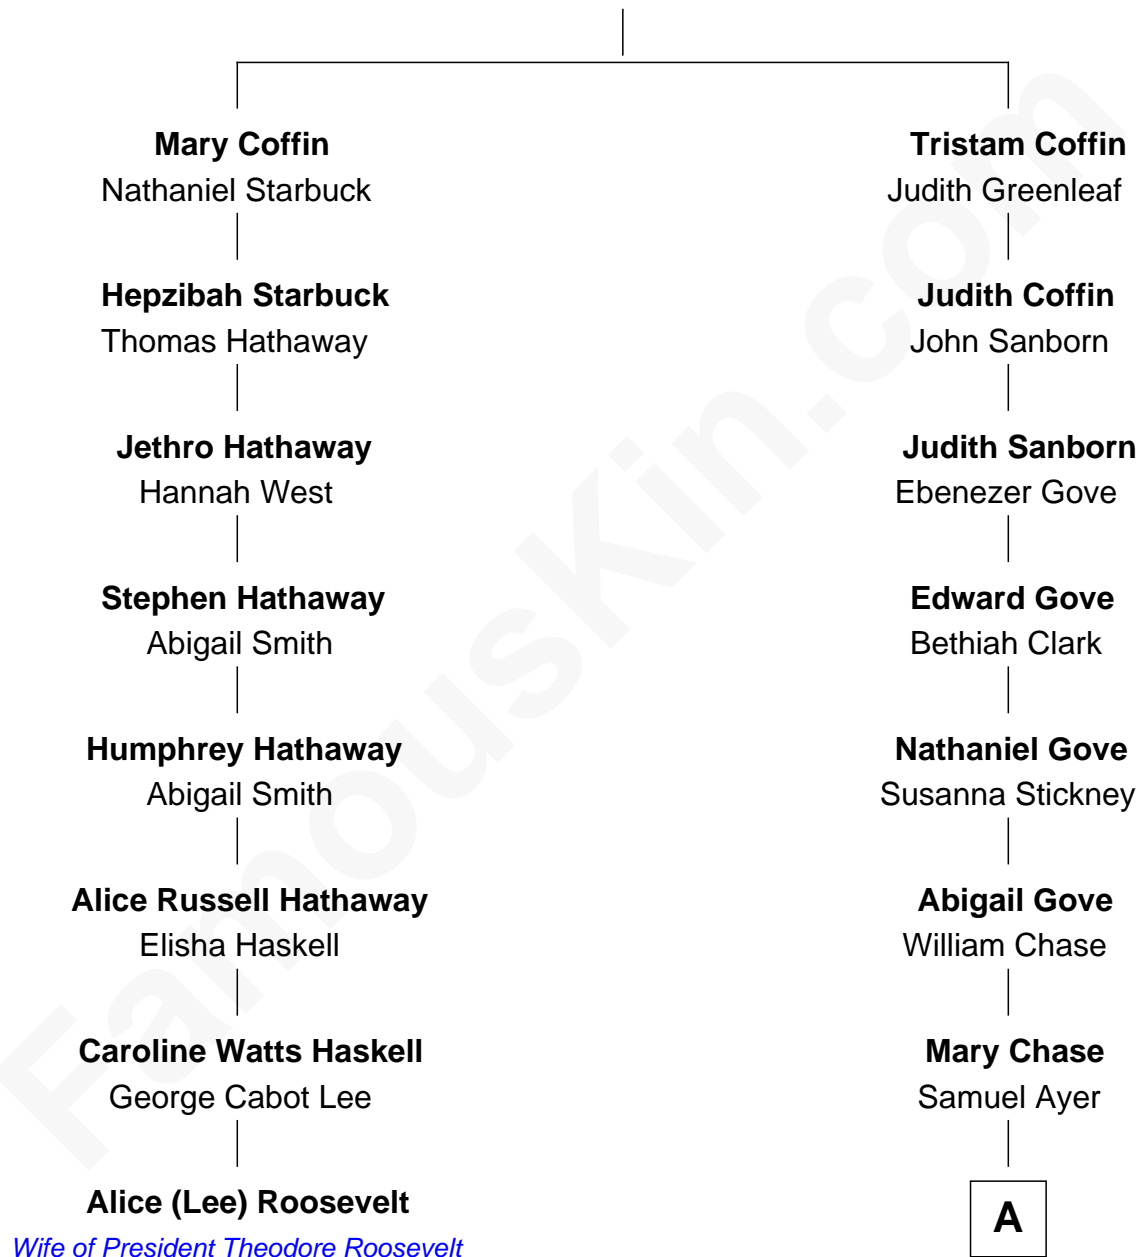 Mary Coffin
Nathaniel Starbuck
Hepzibah Starbuck
Thomas Hathaway
Jethro Hathaway
Hannah West
Stephen Hathaway
Abigail Smith
Humphrey Hathaway
Abigail Smith
Alice Russell Hathaway
Elisha Haskell
Caroline Watts Haskell
George Cabot Lee
Alice (Lee) Roosevelt
Wife of President Theodore Roosevelt
Tristam Coffin
Judith Greenleaf
Judith Coffin
John Sanborn
Judith Sanborn
Ebenezer Gove
Edward Gove
Bethiah Clark
Nathaniel Gove
Susanna Stickney
Abigail Gove
William Chase
Mary Chase
Samuel Ayer
A
FamousKin.com